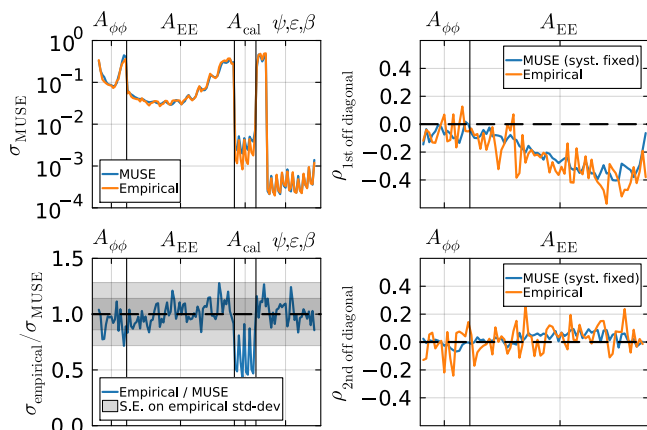 A_ϕϕ A_EE A_cal ψ,ε,β
10^0
10^−1
10^−2
10^−3
10^−4
σ_MUSE
MUSE
Empirical
A_ϕϕ A_EE
0.4
0.2
0.0
−0.2
−0.4
ρ_1st off diagonal
MUSE (syst. fixed)
Empirical
A_ϕϕ A_EE A_cal ψ,ε,β
1.5
1.0
0.5
0.0
σ_empirical/σ_MUSE
Empirical / MUSE
S.E. on empirical std-dev
A_ϕϕ A_EE
0.4
0.2
0.0
−0.2
−0.4
ρ_2nd off diagonal
MUSE (syst. fixed)
Empirical